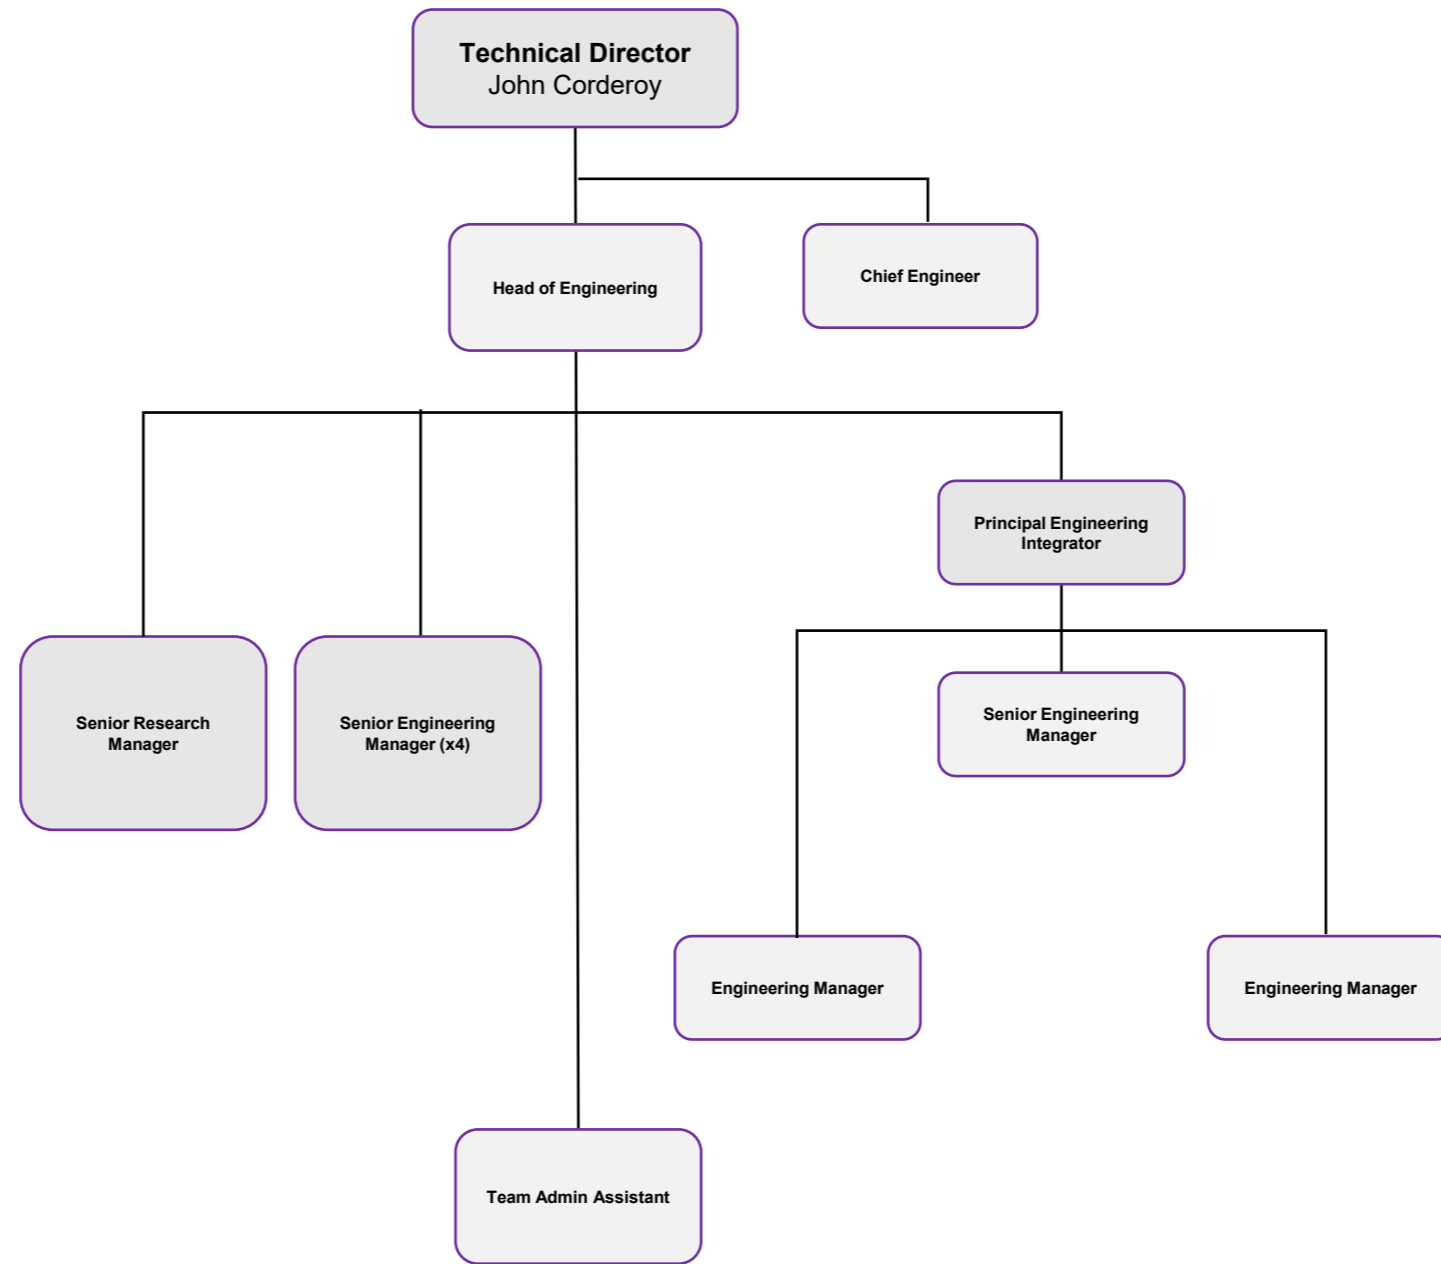 Technical Director
John Corderoy
Head of Engineering
Chief Engineer
Principal Engineering
Integrator
Senior Research
Manager
Senior Engineering
Manager (x4)
Senior Engineering
Manager
Engineering Manager
Engineering Manager
Team Admin Assistant